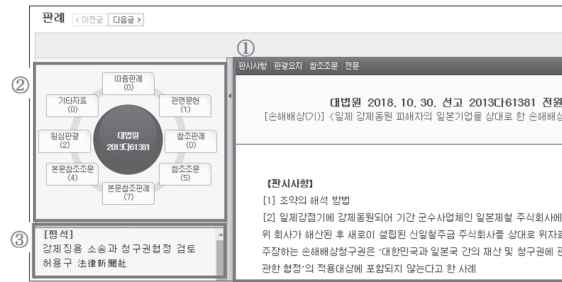 판례 <이전글 다음글>
①
판시사항 판결요지 참조조문 전문
②
따름판례
(0)
기타자료
(0)
관련문헌
(1)
원심판결
(2)
대법원
2013다61381
참조판례
(0)
본문참조조문
(4)
참조조문
(5)
본문참조판례
(7)
대법원 2018. 10. 30. 선고 2013다61381 전원
[손해배상(기)] <일제 강제동원 피해자의 일본기업을 상대로 한 손해배상
【판시사항】
[1] 조약의 해석 방법
[2] 일제강점기에 강제동원되어 기간 군수사업체인 일본제철 주식회사에
위 회사가 해산된 후 새로이 설립된 신일철주금 주식회사를 상대로 위자료
주장하는 손해배상청구권은 '대한민국과 일본국 간의 재산 및 청구권에 관
관한 협정'의 적용대상에 포함되지 않는다고 한 사례
③
[평석]
강제징용 소송과 청구권협정 검토
허용구 法律新聞社